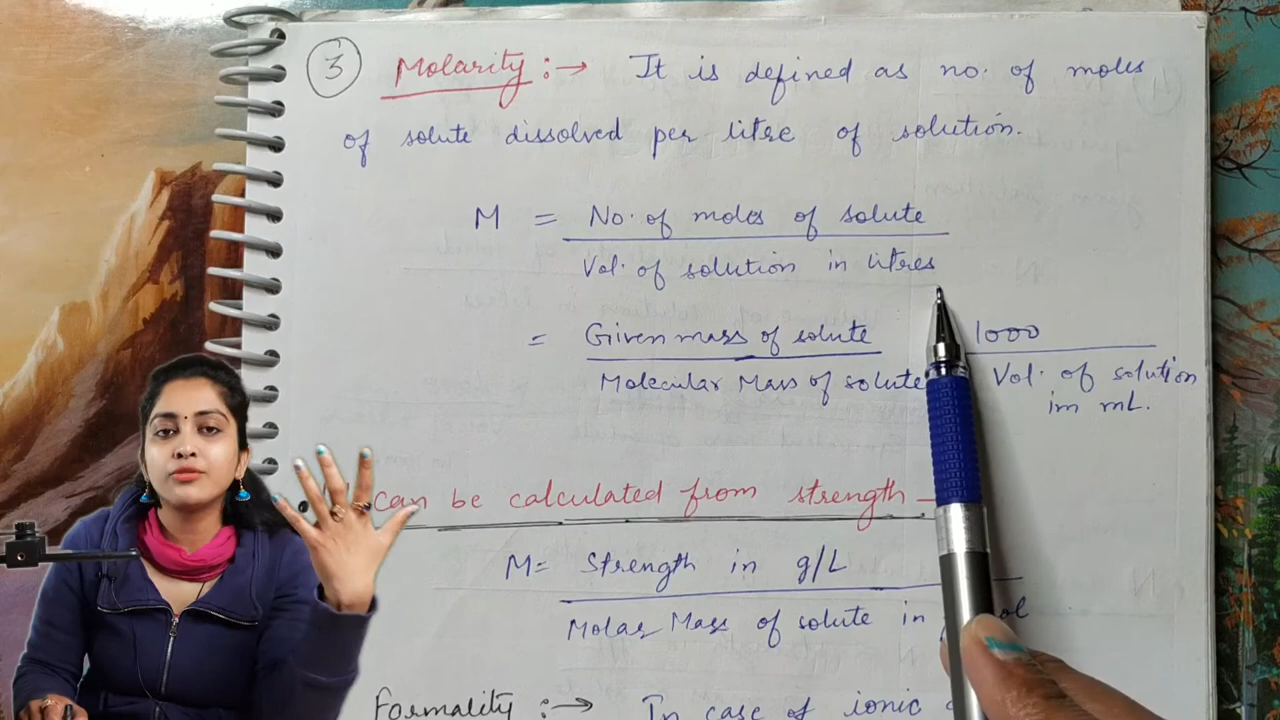 3 Molarity :→ It is defined as no. of moles
of solute dissolved per litre of solution.
M = No. of moles of solute
Vol. of solution in litres
= Given mass of solute 1000
Molecular Mass of solute Vol. of solution
in mL.
can be calculated from strength –
M = Strength in g/L
Molar Mass of solute in
Formality :→ In case of ionic